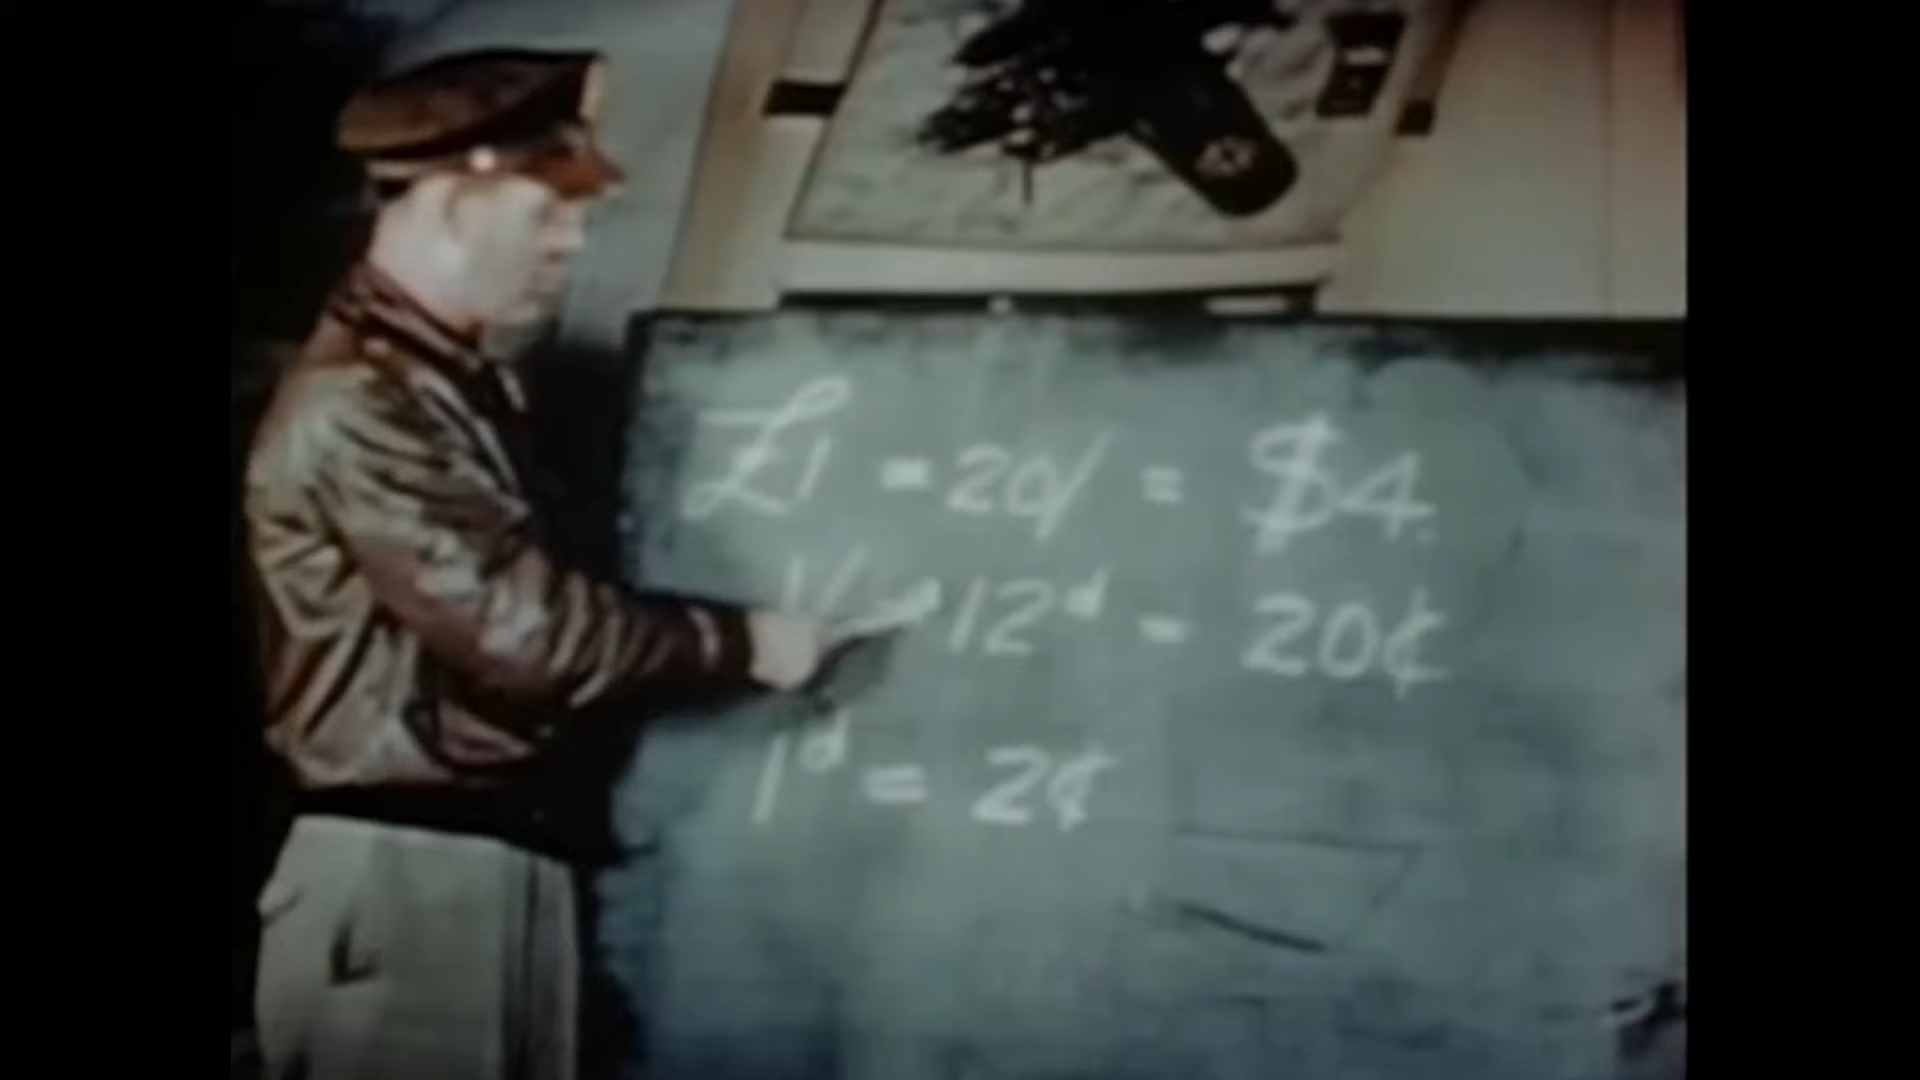 £1 = 20/ = $4.
1/ = 12d = 20¢
1d = 2¢